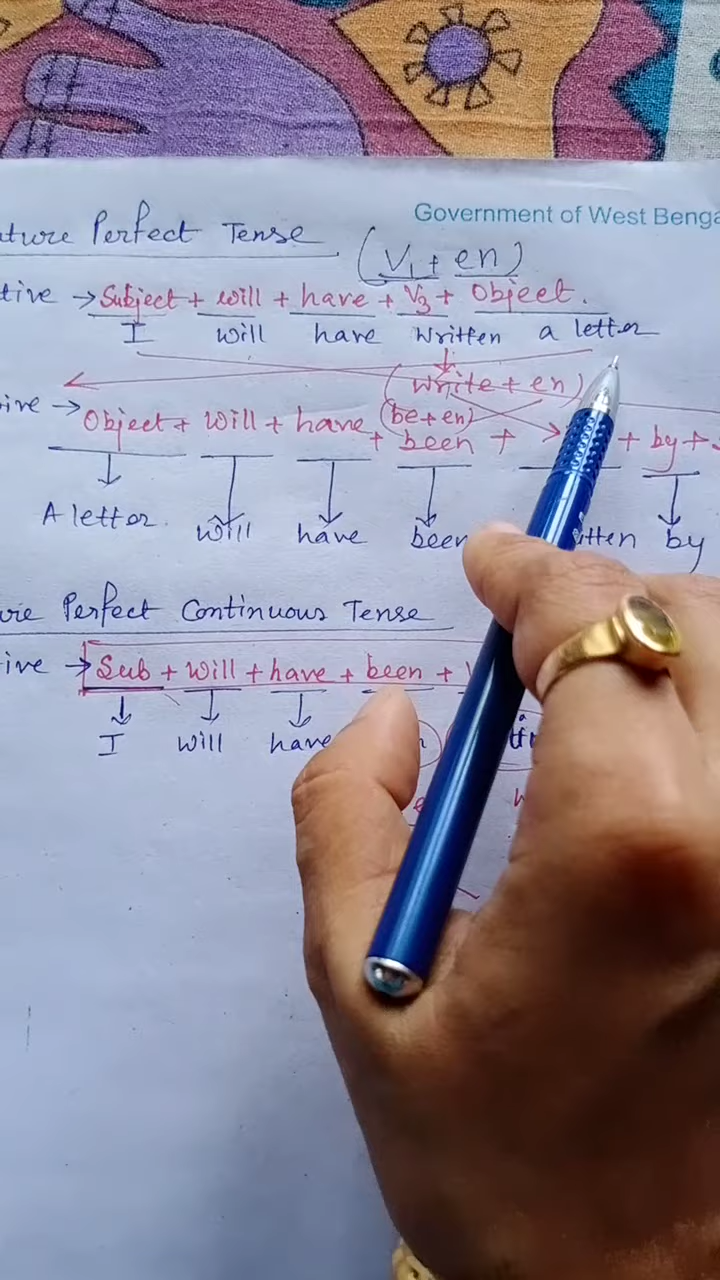 Government of West Benga
ture Perfect Tense
(V1 + en)
tive → Subject + will + have + V3 + Object.
I will have written a letter
(write + en)
ive → Object + will + have + (be+en) been + + by +
A letter will have been itten by
ure Perfect Continuous Tense
ive → Sub + will + have + been +
I will have